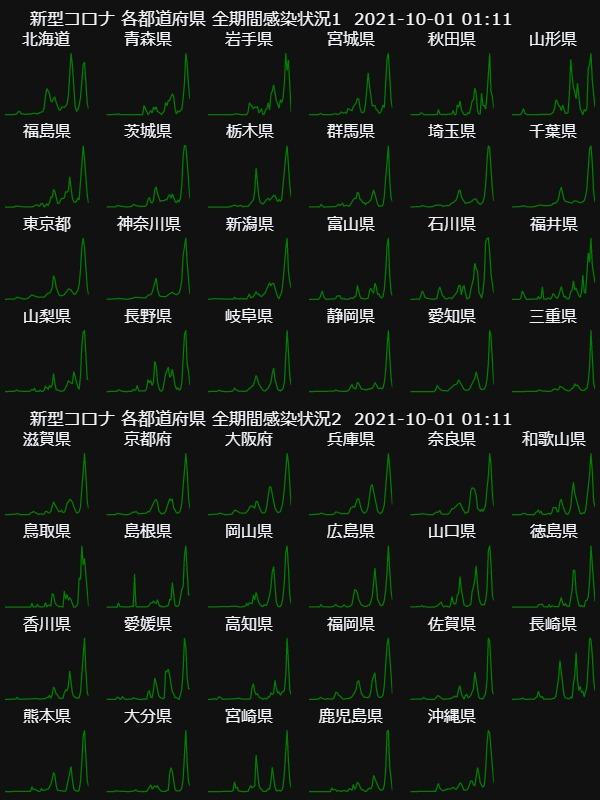 新型コロナ 各都道府県 全期間感染状況1 2021-10-01 01:11
北海道 青森県 岩手県 宮城県 秋田県 山形県
福島県 茨城県 栃木県 群馬県 埼玉県 千葉県
東京都 神奈川県 新潟県 富山県 石川県 福井県
山梨県 長野県 岐阜県 静岡県 愛知県 三重県
新型コロナ 各都道府県 全期間感染状況2 2021-10-01 01:11
滋賀県 京都府 大阪府 兵庫県 奈良県 和歌山県
鳥取県 島根県 岡山県 広島県 山口県 徳島県
香川県 愛媛県 高知県 福岡県 佐賀県 長崎県
熊本県 大分県 宮崎県 鹿児島県 沖縄県